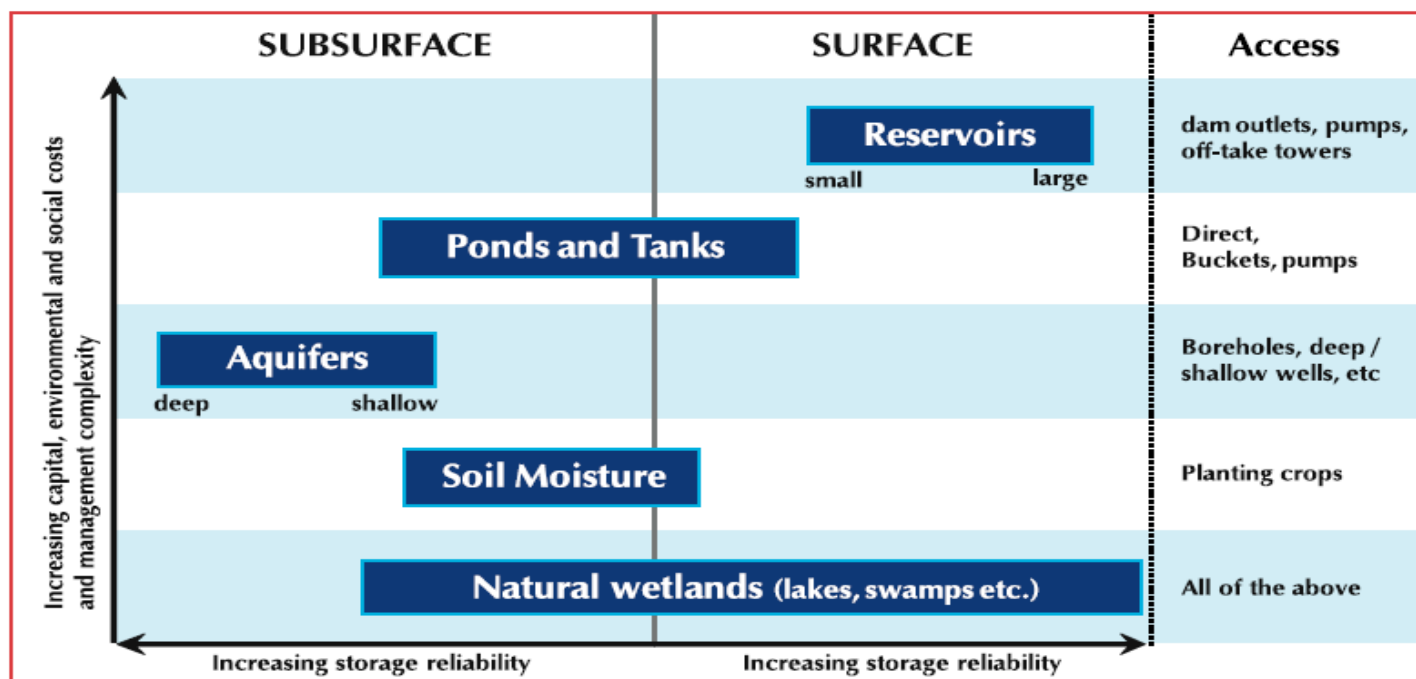 SUBSURFACE
SURFACE
Access
Increasing capital, environmental and social costs
and management complexity
Reservoirs
small
large
dam outlets, pumps,
off-take towers
Ponds and Tanks
Direct,
Buckets, pumps
Aquifers
deep
shallow
Boreholes, deep /
shallow wells, etc
Soil Moisture
Planting crops
Natural wetlands (lakes, swamps etc.)
All of the above
Increasing storage reliability
Increasing storage reliability